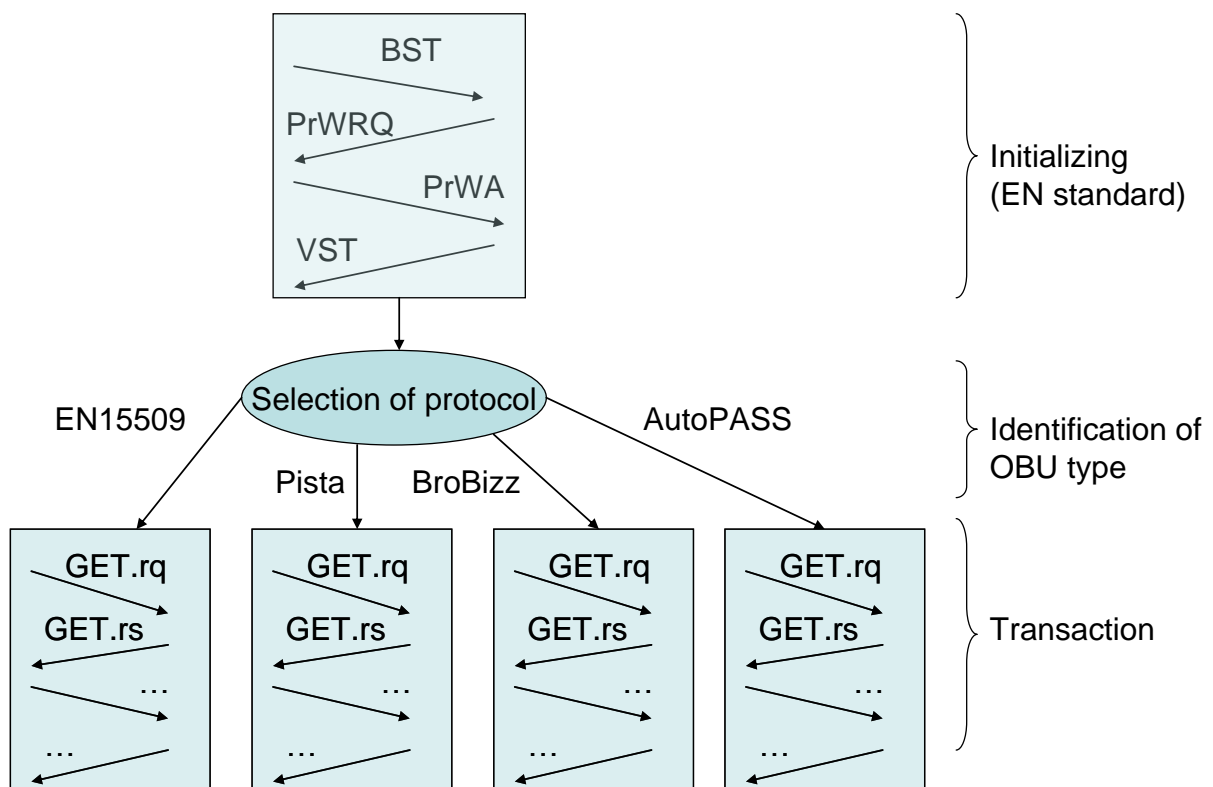 BST
PrWRQ
PrWA
VST
Initializing
(EN standard)
Selection of protocol
EN15509
Pista
BroBizz
AutoPASS
Identification of
OBU type
GET.rq
GET.rs
...
...
GET.rq
GET.rs
...
...
GET.rq
GET.rs
...
...
GET.rq
GET.rs
...
...
Transaction